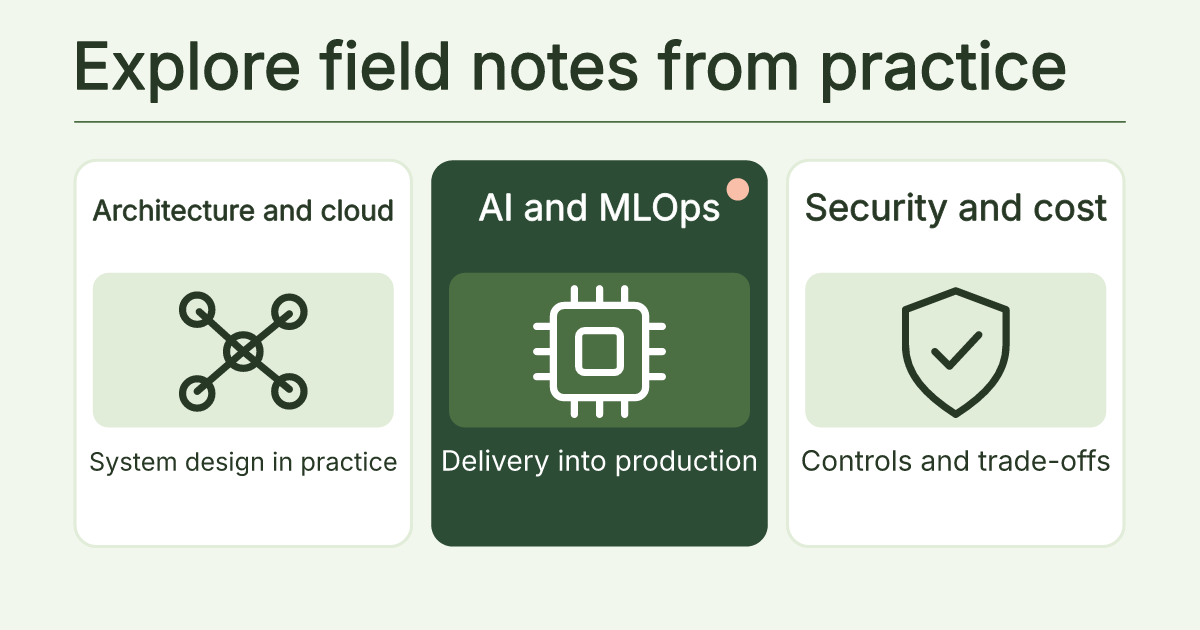 Explore field notes from practice
Architecture and cloud
System design in practice
AI and MLOps
Delivery into production
Security and cost
Controls and trade-offs